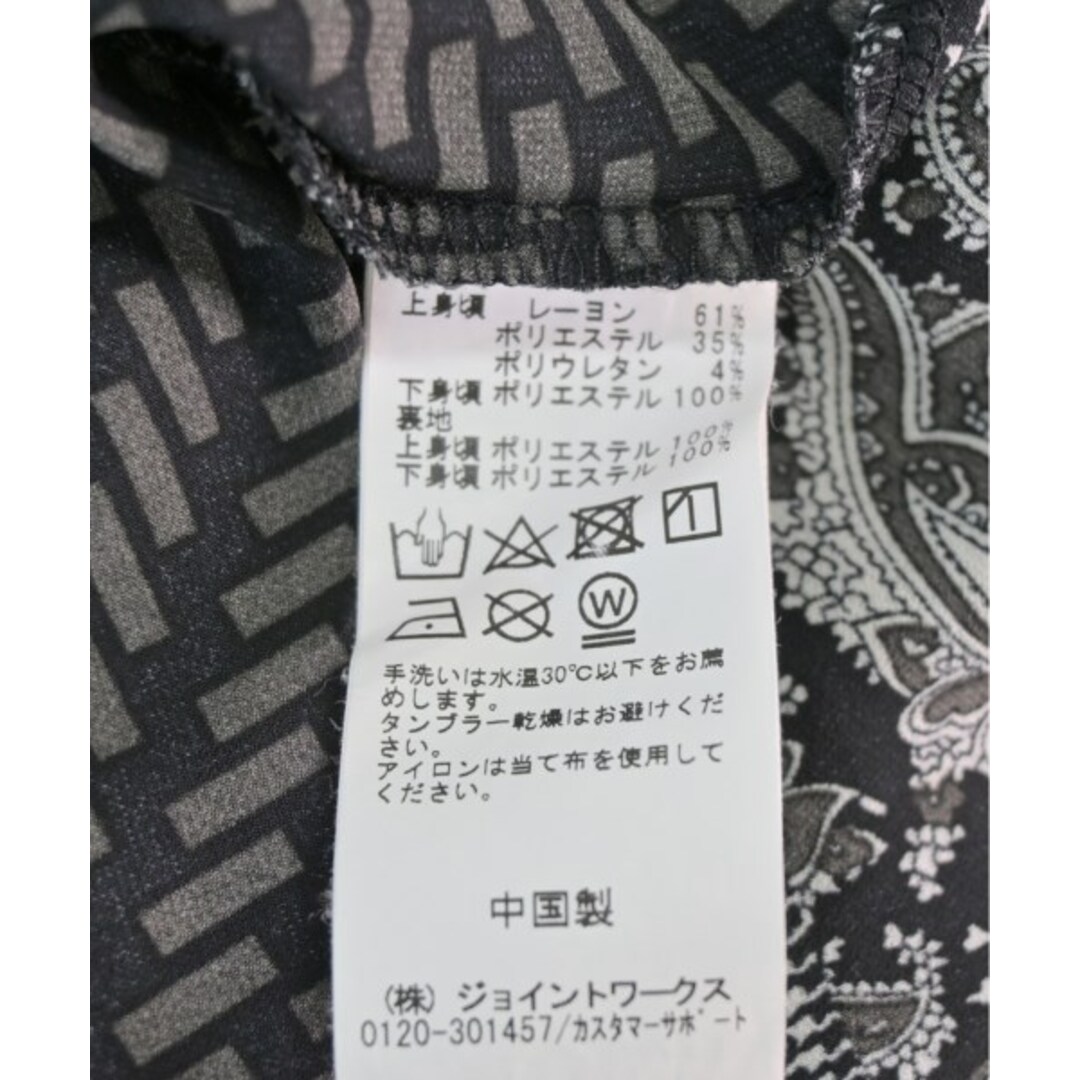 上身頃 レーヨン 61%
ポリエステル 35%
ポリウレタン 4%
下身頃 ポリエステル 100%
裏地
上身頃 ポリエステル 100%
下身頃 ポリエステル 100%
W
手洗いは水温30℃以下をお薦
めします。
タンブラー乾燥はお避けくだ
さい。
アイロンは当て布を使用して
ください。
中国製
(株) ジョイントワークス
0120-301457/ｶｽﾀﾏｰｻﾎﾟｰﾄ